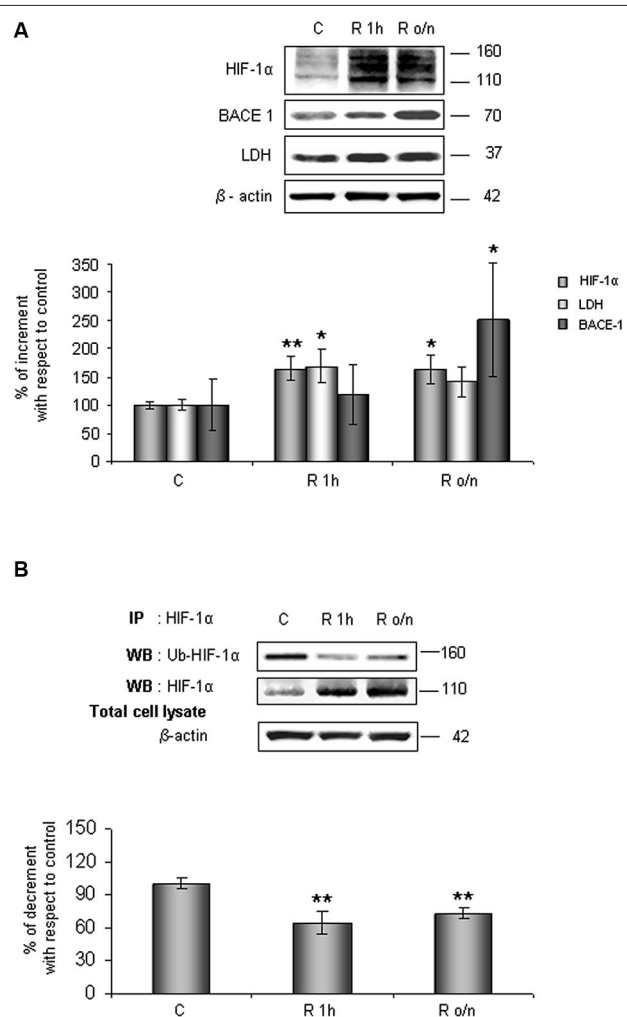 A
C R 1h R o/n
HIF-1α 160
110
BACE 1 70
LDH 37
β - actin 42
% of increment
with respect to control
350
300
250
200
150
100
50
0
** * * *
C R 1h R o/n
HIF-1α
LDH
BACE-1
B
IP : HIF-1α C R 1h R o/n
WB : Ub-HIF-1α 160
WB : HIF-1α 110
Total cell lysate
β-actin 42
% of decrement
with respect to control
150
120
90
60
30
0
** **
C R 1h R o/n